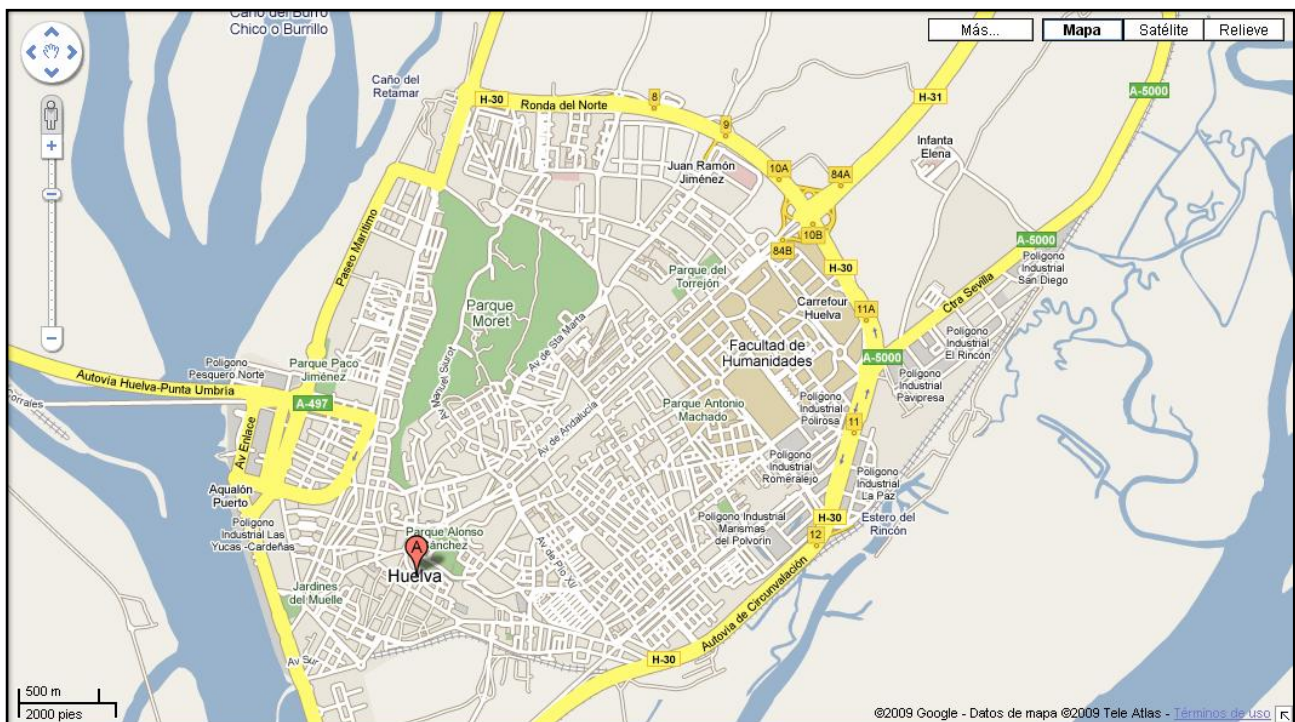 Caño del Burro
Chico o Burrillo
Más...
Mapa
Satélite
Relieve
Caño del
Retamar
H-30
Ronda del Norte
8
9
H-31
A-5000
Infanta
Elena
Juan Ramón
Jiménez
10A
84A
10B
84B
H-30
A-5000
Polígono
Industrial
San Diego
Paseo Marítimo
Parque del
Torrejón
Parque
Moret
Carrefour
Huelva
11A
Ctra Sevilla
Av de Sta Marta
Facultad de
Humanidades
A-5000
Polígono
Industrial
El Rincón
Polígono
Pesquero Norte
Parque Paco
Jiménez
Av Manuel Siurot
Polígono
Industrial
Pavipresa
Autovía Huelva-Punta Umbría
A-497
Corrales
Parque Antonio
Machado
Polígono
Industrial
Polirosa
11
Av de Andalucía
Av Enlace
Polígono
Industrial
Romeralejo
Polígono
Industrial
La Paz
Aqualón
Puerto
Polígono
Industrial Las
Yucas -Cardeñas
Polígono Industrial
Marismas
del Polvorín
H-30
12
Estero del
Rincón
Parque Alonso
Sánchez
A
Huelva
Av de Pío XII
Jardines
del Muelle
Autovía de Circunvalación
Av Sur
H-30
500 m
2000 pies
©2009 Google - Datos de mapa ©2009 Tele Atlas - Términos de uso